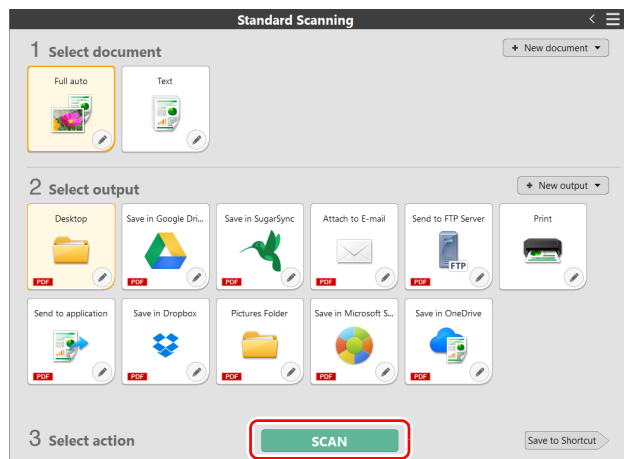 Standard Scanning
1 Select document
+ New document
Full auto
Text
2 Select output
+ New output
Desktop
PDF
Save in Google Dri...
PDF
Save in SugarSync
PDF
Attach to E-mail
PDF
Send to FTP Server
FTP
PDF
Print
Send to application
PDF
Save in Dropbox
PDF
Pictures Folder
PDF
Save in Microsoft S...
PDF
Save in OneDrive
PDF
3 Select action
SCAN
Save to Shortcut